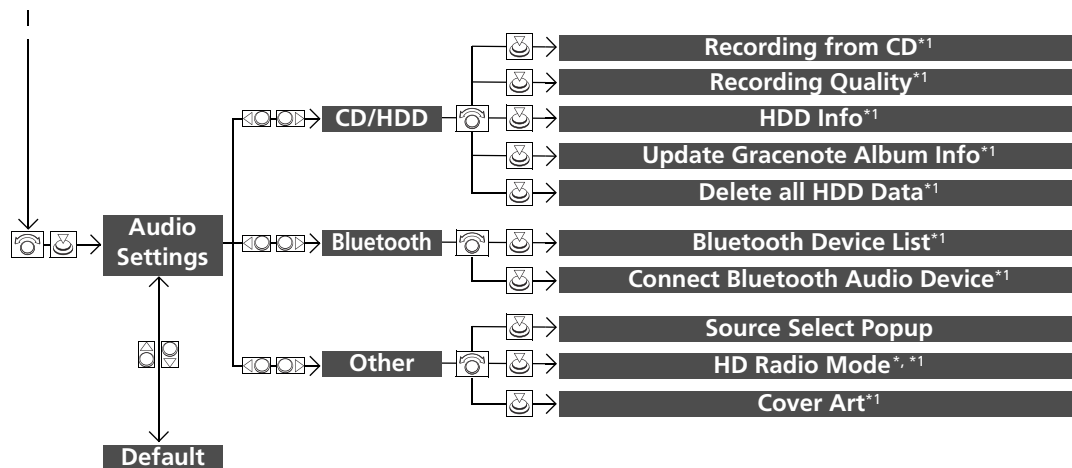 Recording from CD*1
Recording Quality*1
CD/HDD
HDD Info*1
Update Gracenote Album Info*1
Delete all HDD Data*1
Audio
Settings
Bluetooth
Bluetooth Device List*1
Connect Bluetooth Audio Device*1
Source Select Popup
Other
HD Radio Mode*, *1
Cover Art*1
Default